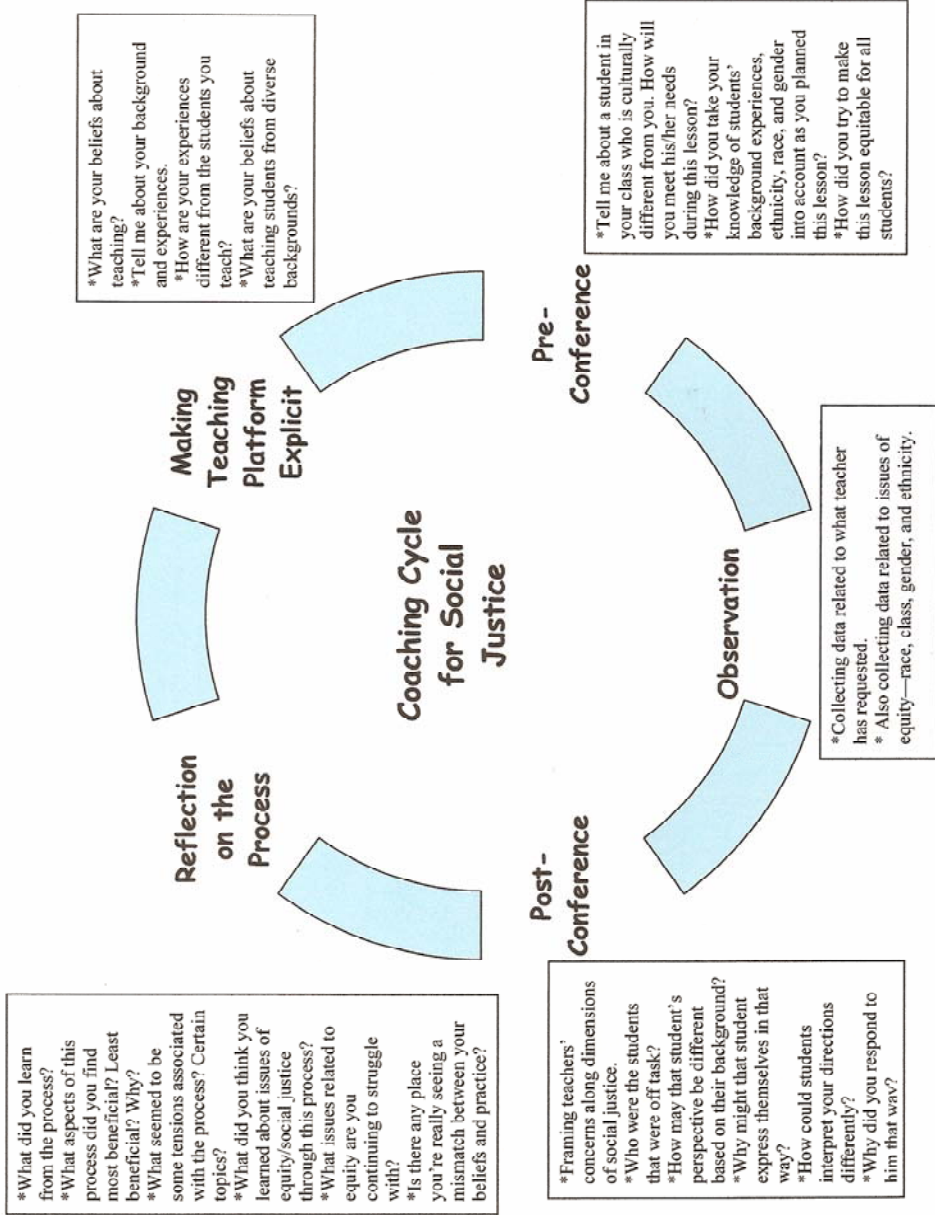 Coaching Cycle
for Social
Justice
Making
Teaching
Platform
Explicit
*What are your beliefs about
teaching?
*Tell me about your background
and experiences.
*How are your experiences
different from the students you
teach?
*What are your beliefs about
teaching students from diverse
backgrounds?
Pre-
Conference
*Tell me about a student in
your class who is culturally
different from you. How will
you meet his/her needs
during this lesson?
*How did you take your
knowledge of students'
background experiences,
ethnicity, race, and gender
into account as you planned
this lesson?
*How did you try to make
this lesson equitable for all
students?
Observation
*Collecting data related to what teacher
has requested.
* Also collecting data related to issues of
equity—race, class, gender, and ethnicity.
Post-
Conference
*Framing teachers'
concerns along dimensions
of social justice.
*Who were the students
that were off task?
*How may that student's
perspective be different
based on their background?
*Why might that student
express themselves in that
way?
*How could students
interpret your directions
differently?
*Why did you respond to
him that way?
Reflection
on the
Process
*What did you learn
from the process?
*What aspects of this
process did you find
most beneficial? Least
beneficial? Why?
*What seemed to be
some tensions associated
with the process? Certain
topics?
*What did you think you
learned about issues of
equity/social justice
through this process?
*What issues related to
equity are you
continuing to struggle
with?
*Is there any place
you're really seeing a
mismatch between your
beliefs and practice?